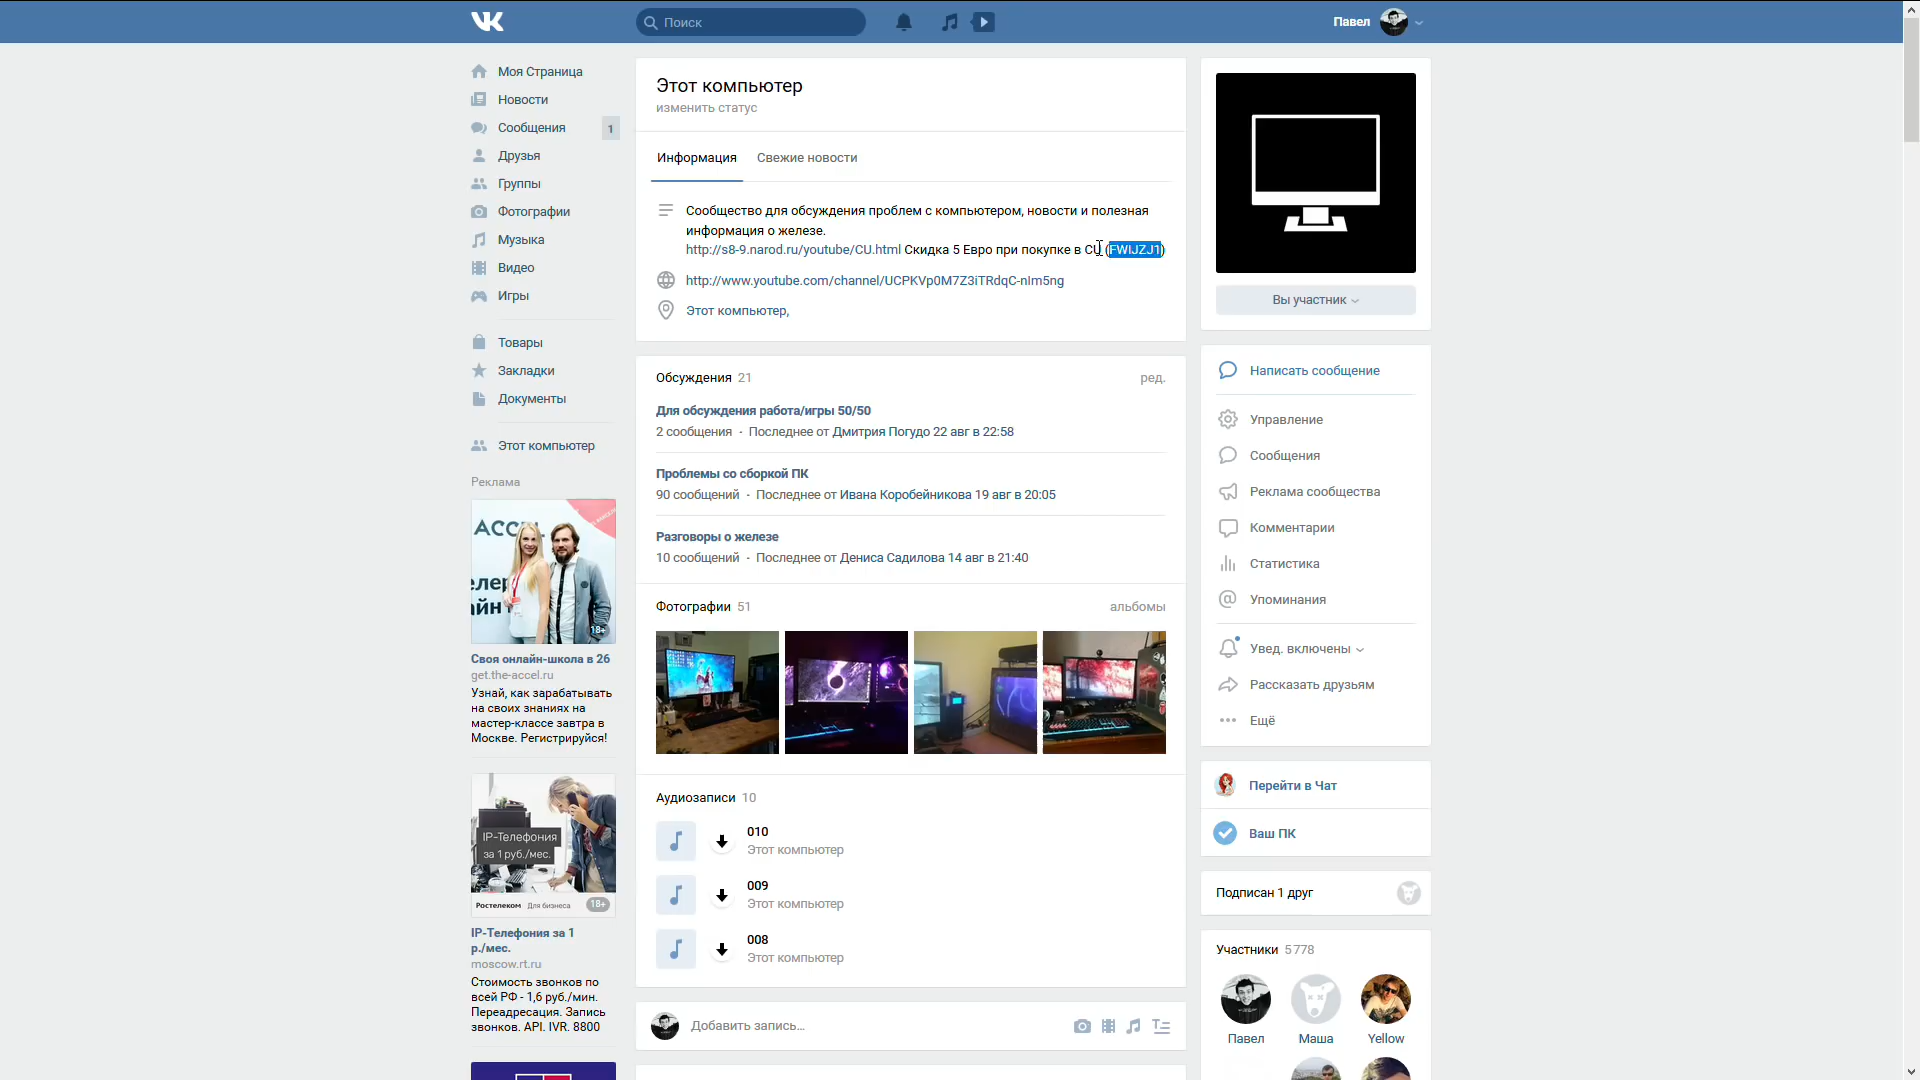 Поиск
Павел
Моя Страница
Новости
Сообщения
1
Друзья
Группы
Фотографии
Музыка
Видео
Игры
Товары
Закладки
Документы
Этот компьютер
Реклама
18+
Своя онлайн-школа в 26
get.the-accel.ru
Узнай, как зарабатывать
на своих знаниях на
мастер-классе завтра в
Москве. Регистрируйся!
IP-Телефония
за 1 руб./мес.
Ростелеком Для бизнеса 18+
IP-Телефония за 1
р./мес.
moscow.rt.ru
Стоимость звонков по
всей РФ - 1,6 руб./мин.
Переадресация. Запись
звонков. API. IVR. 8800
Этот компьютер
изменить статус
Информация
Свежие новости
Сообщество для обсуждения проблем с компьютером, новости и полезная
информация о железе.
http://s8-9.narod.ru/youtube/CU.html Скидка 5 Евро при покупке в CU (FWIJZJ1)
http://www.youtube.com/channel/UCPKVp0M7Z3iTRdqC-nIm5ng
Этот компьютер,
Обсуждения 21
ред.
Для обсуждения работа/игры 50/50
2 сообщения · Последнее от Дмитрия Погудо 22 авг в 22:58
Проблемы со сборкой ПК
90 сообщений · Последнее от Ивана Коробейникова 19 авг в 20:05
Разговоры о железе
10 сообщений · Последнее от Дениса Садилова 14 авг в 21:40
Фотографии 51
альбомы
Аудиозаписи 10
010
Этот компьютер
009
Этот компьютер
008
Этот компьютер
Добавить запись...
Вы участник
Написать сообщение
Управление
Сообщения
Реклама сообщества
Комментарии
Статистика
Упоминания
Увед. включены
Рассказать друзьям
Ещё
Перейти в Чат
Ваш ПК
Подписан 1 друг
Участники 5 778
Павел
Маша
Yellow